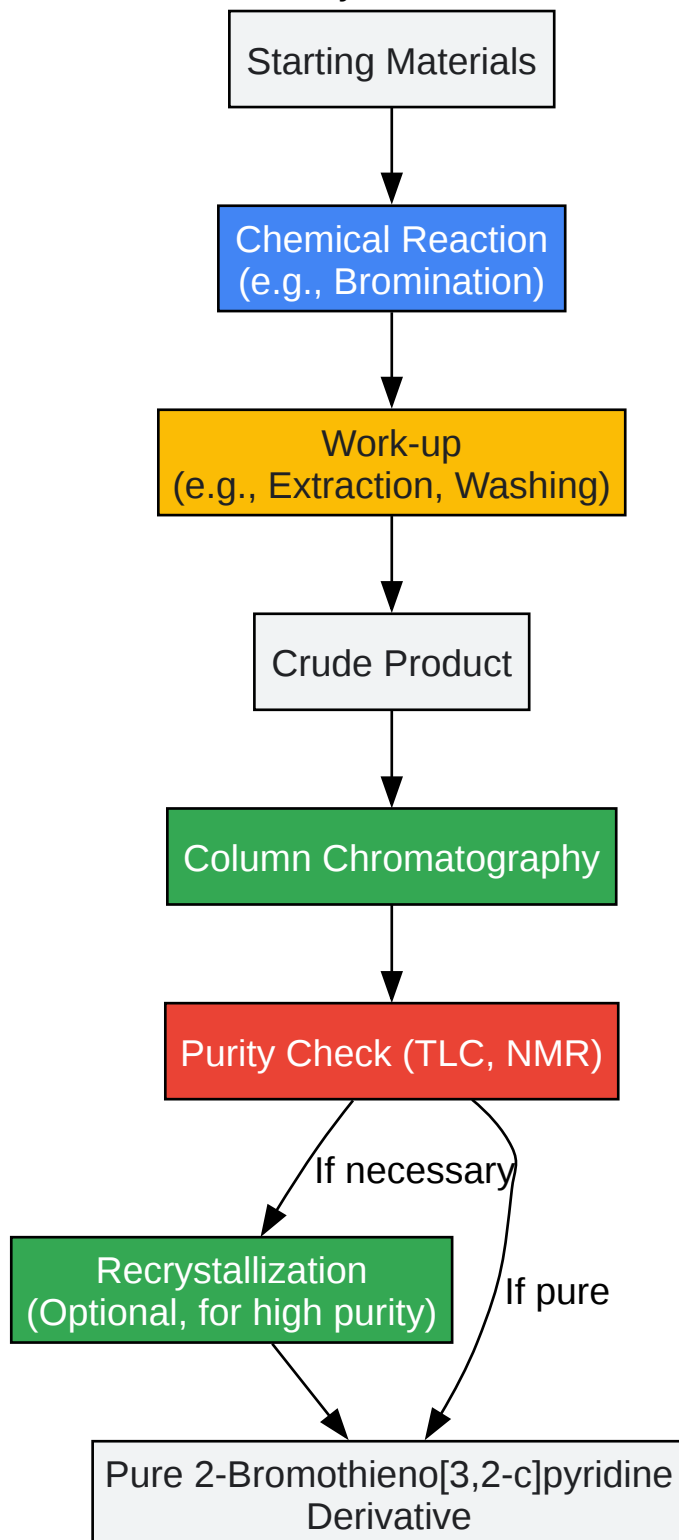 Starting Materials
Chemical Reaction
(e.g., Bromination)
Work-up
(e.g., Extraction, Washing)
Crude Product
Column Chromatography
Purity Check (TLC, NMR)
If necessary
Recrystallization
(Optional, for high purity)
If pure
Pure 2-Bromothieno[3,2-c]pyridine
Derivative